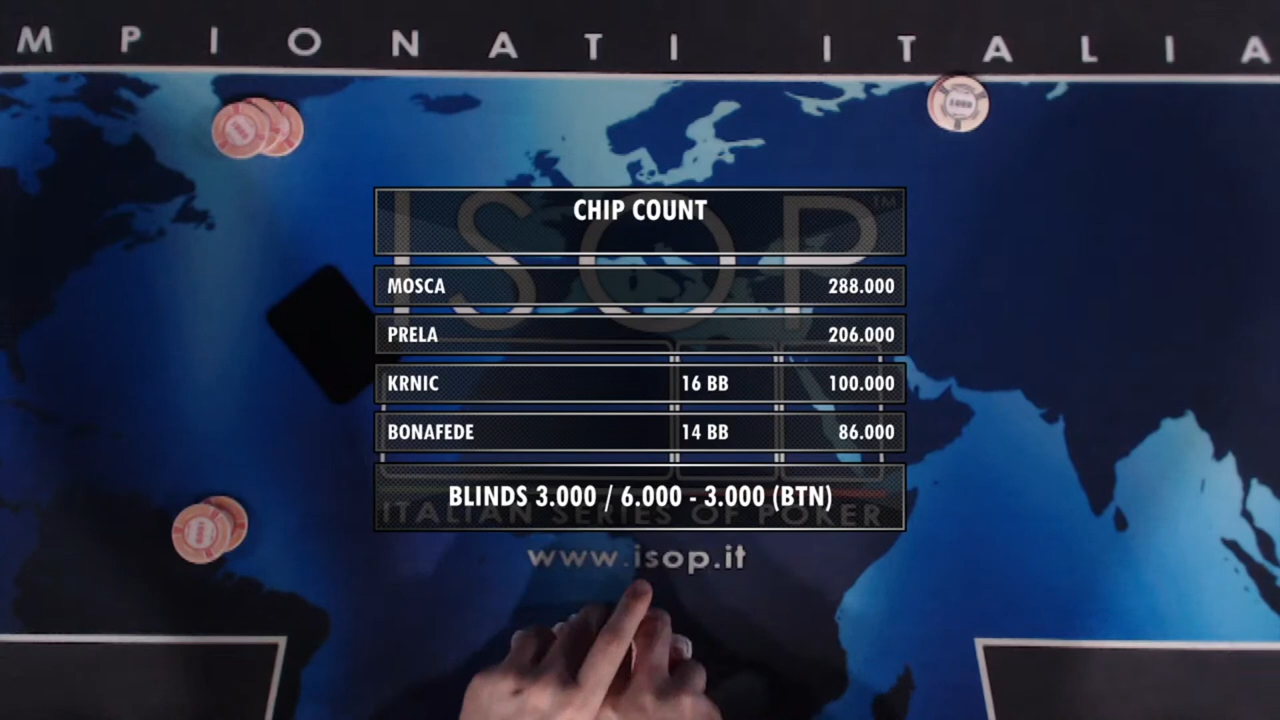 MPIONATI ITALIA
CHIP COUNT
ISOP™
MOSCA 288.000
PRELA 206.000
KRNIC 16 BB 100.000
BONAFEDE 14 BB 86.000
BLINDS 3.000 / 6.000 - 3.000 (BTN)
ITALIAN SERIES OF POKER
www.isop.it